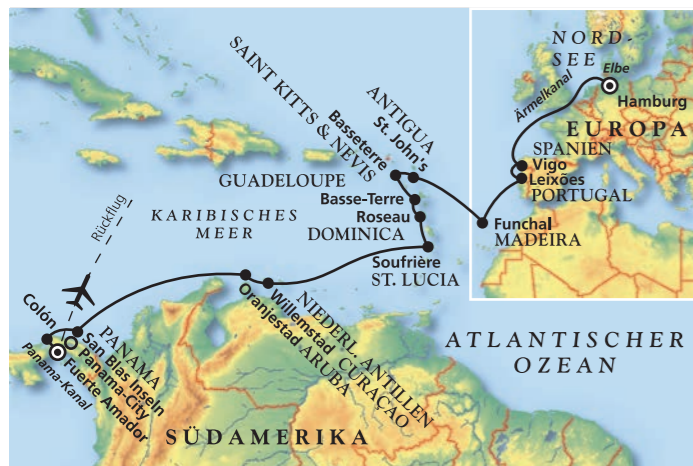 NORD-
SEE
Elbe
Ärmelkanal
Hamburg
EUROPA
SPANIEN
Vigo
Leixões
PORTUGAL
Funchal
MADEIRA
SAINT KITTS & NEVIS
Basseterre
ANTIGUA
St. John's
GUADELOUPE
Basse-Terre
Roseau
DOMINICA
KARIBISCHES
MEER
Rückflug
Soufrière
ST. LUCIA
NIEDERL. ANTILLEN
Willemstad CURAÇAO
Oranjestad ARUBA
Colón
PANAMA
San Blas Inseln
Panama-City
Fuerte Amador
Panama-Kanal
ATLANTISCHER
OZEAN
SÜDAMERIKA